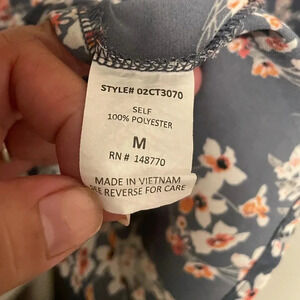 STYLE# 02CT3070
SELF
100% POLYESTER
M
RN # 148770
MADE IN VIETNAM
SEE REVERSE FOR CARE